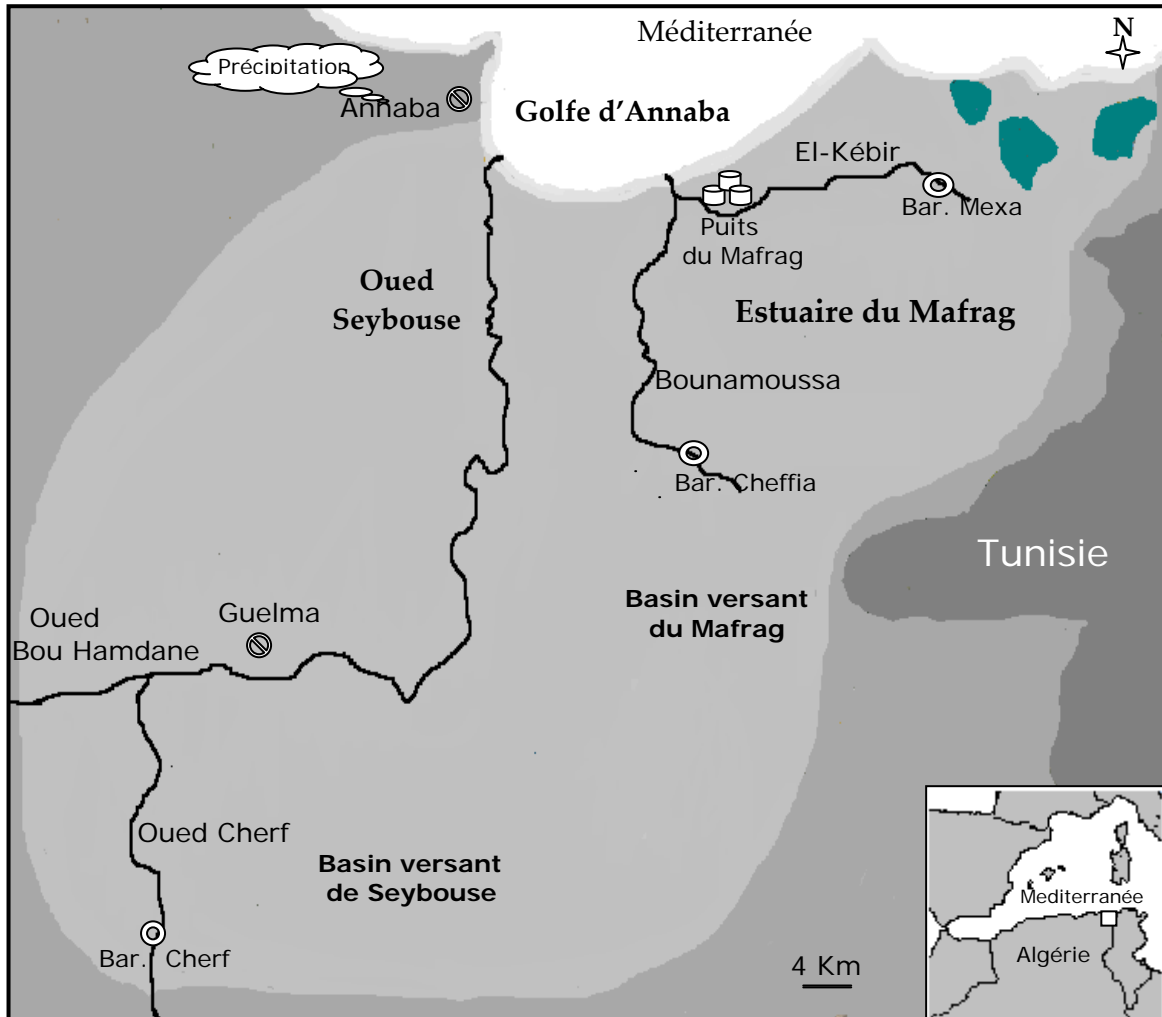 Méditerranée
N
Précipitation
Annaba
Golfe d'Annaba
El-Kébir
Bar. Mexa
Puits
du Mafrag
Oued
Seybouse
Estuaire du Mafrag
Bounamoussa
Bar. Cheffia
Tunisie
Basin versant
du Mafrag
Oued
Bou Hamdane
Guelma
Oued Cherf
Basin versant
de Seybouse
Bar. Cherf
4 Km
Mediterranée
Algérie